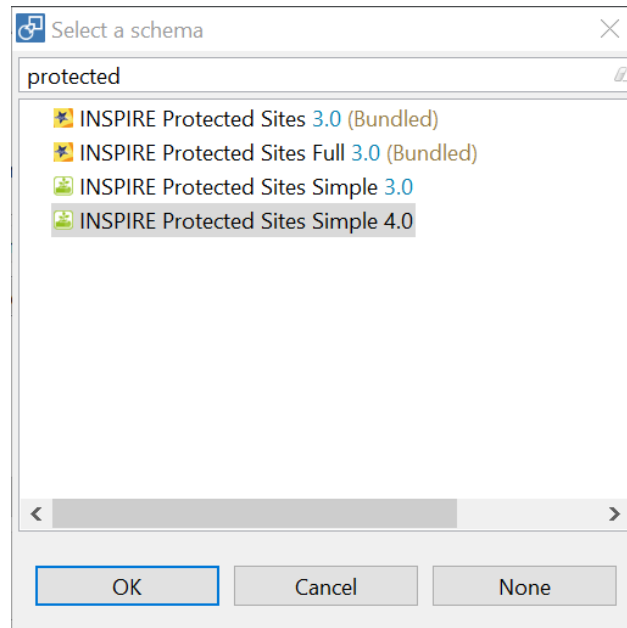 Select a schema
protected
INSPIRE Protected Sites 3.0 (Bundled)
INSPIRE Protected Sites Full 3.0 (Bundled)
INSPIRE Protected Sites Simple 3.0
INSPIRE Protected Sites Simple 4.0
OK Cancel None